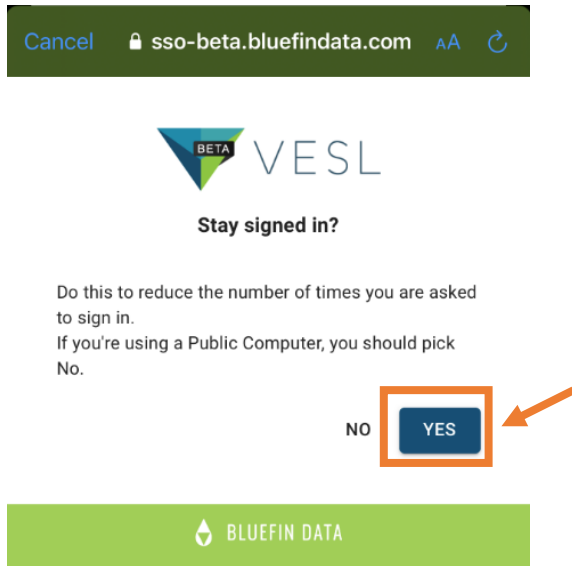 Cancel sso-beta.bluefindata.com AA
BETA VESL
Stay signed in?
Do this to reduce the number of times you are asked
to sign in.
If you're using a Public Computer, you should pick
No.
NO YES
BLUEFIN DATA